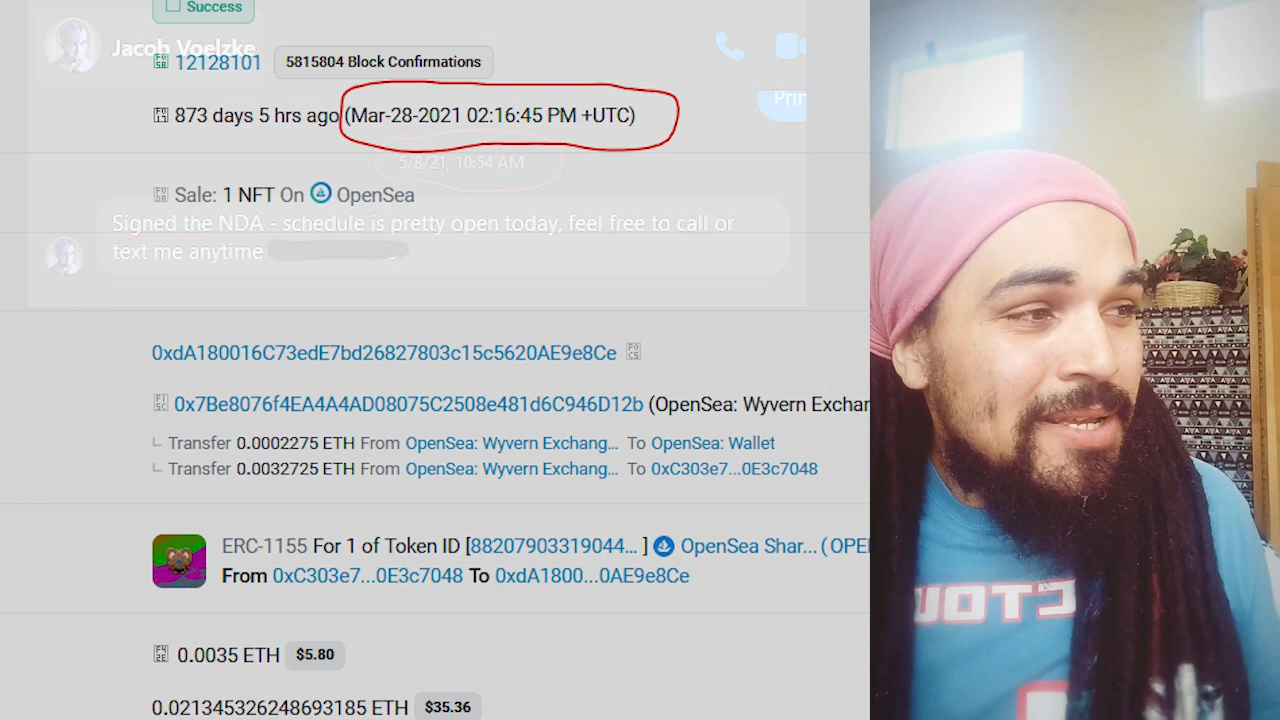 Success
Jacob Voelzke
12128101 5815804 Block Confirmations
873 days 5 hrs ago (Mar-28-2021 02:16:45 PM +UTC)
5/8/21, 10:54 AM
Sale: 1 NFT On OpenSea
Signed the NDA - schedule is pretty open today, feel free to call or
text me anytime
0xdA180016C73edE7bd26827803c15c5620AE9e8Ce
0x7Be8076f4EA4A4AD08075C2508e481d6C946D12b (OpenSea: Wyvern Exchan
Transfer 0.0002275 ETH From OpenSea: Wyvern Exchang... To OpenSea: Wallet
Transfer 0.0032725 ETH From OpenSea: Wyvern Exchang... To 0xC303e7...0E3c7048
ERC-1155 For 1 of Token ID [88207903319044... ] OpenSea Shar... ( OPE
From 0xC303e7...0E3c7048 To 0xdA1800...0AE9e8Ce
0.0035 ETH $5.80
0.021345326248693185 ETH $35.36